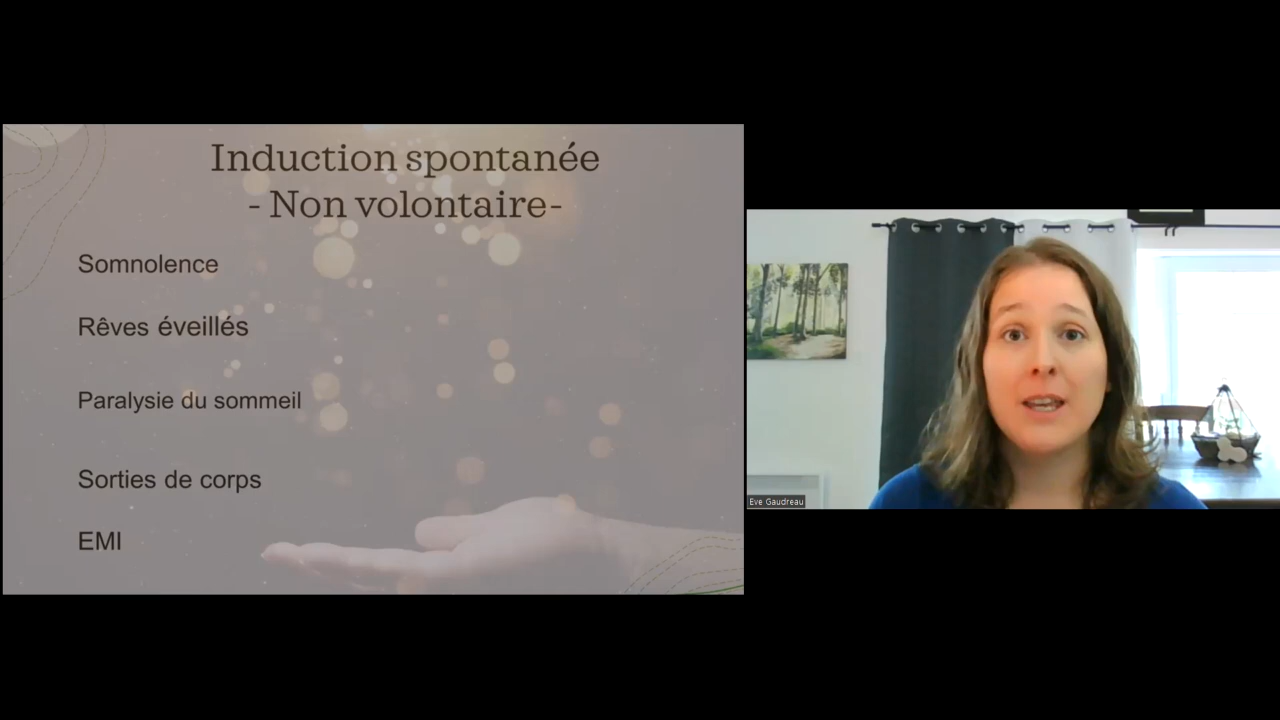 Induction spontanée
- Non volontaire-
Somnolence
Rêves éveillés
Paralysie du sommeil
Sorties de corps
EMI
Eve Gaudreau